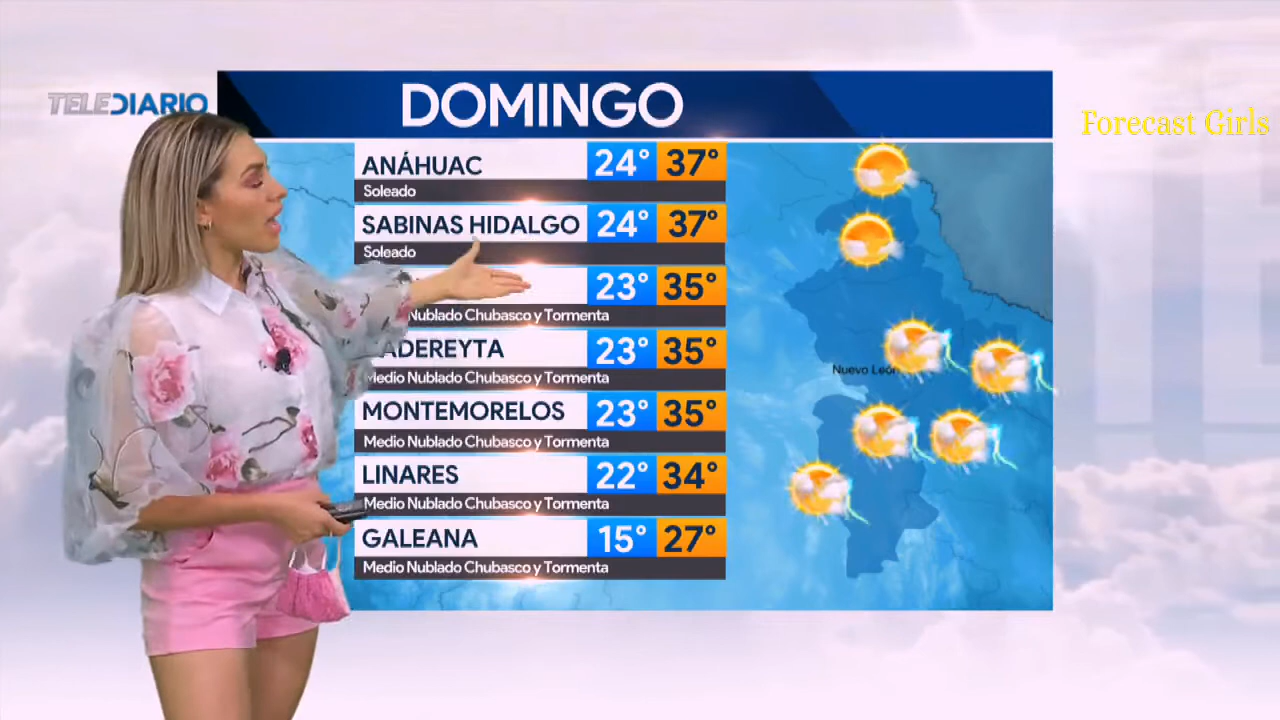 TELEDIARIO
DOMINGO
Forecast Girls
ANÁHUAC 24° 37°
Soleado
SABINAS HIDALGO 24° 37°
Soleado
23° 35°
Nublado Chubasco y Tormenta
ADEREYTA 23° 35°
Medio Nublado Chubasco y Tormenta
MONTEMORELOS 23° 35°
Medio Nublado Chubasco y Tormenta
LINARES 22° 34°
Medio Nublado Chubasco y Tormenta
GALEANA 15° 27°
Medio Nublado Chubasco y Tormenta
Nuevo León